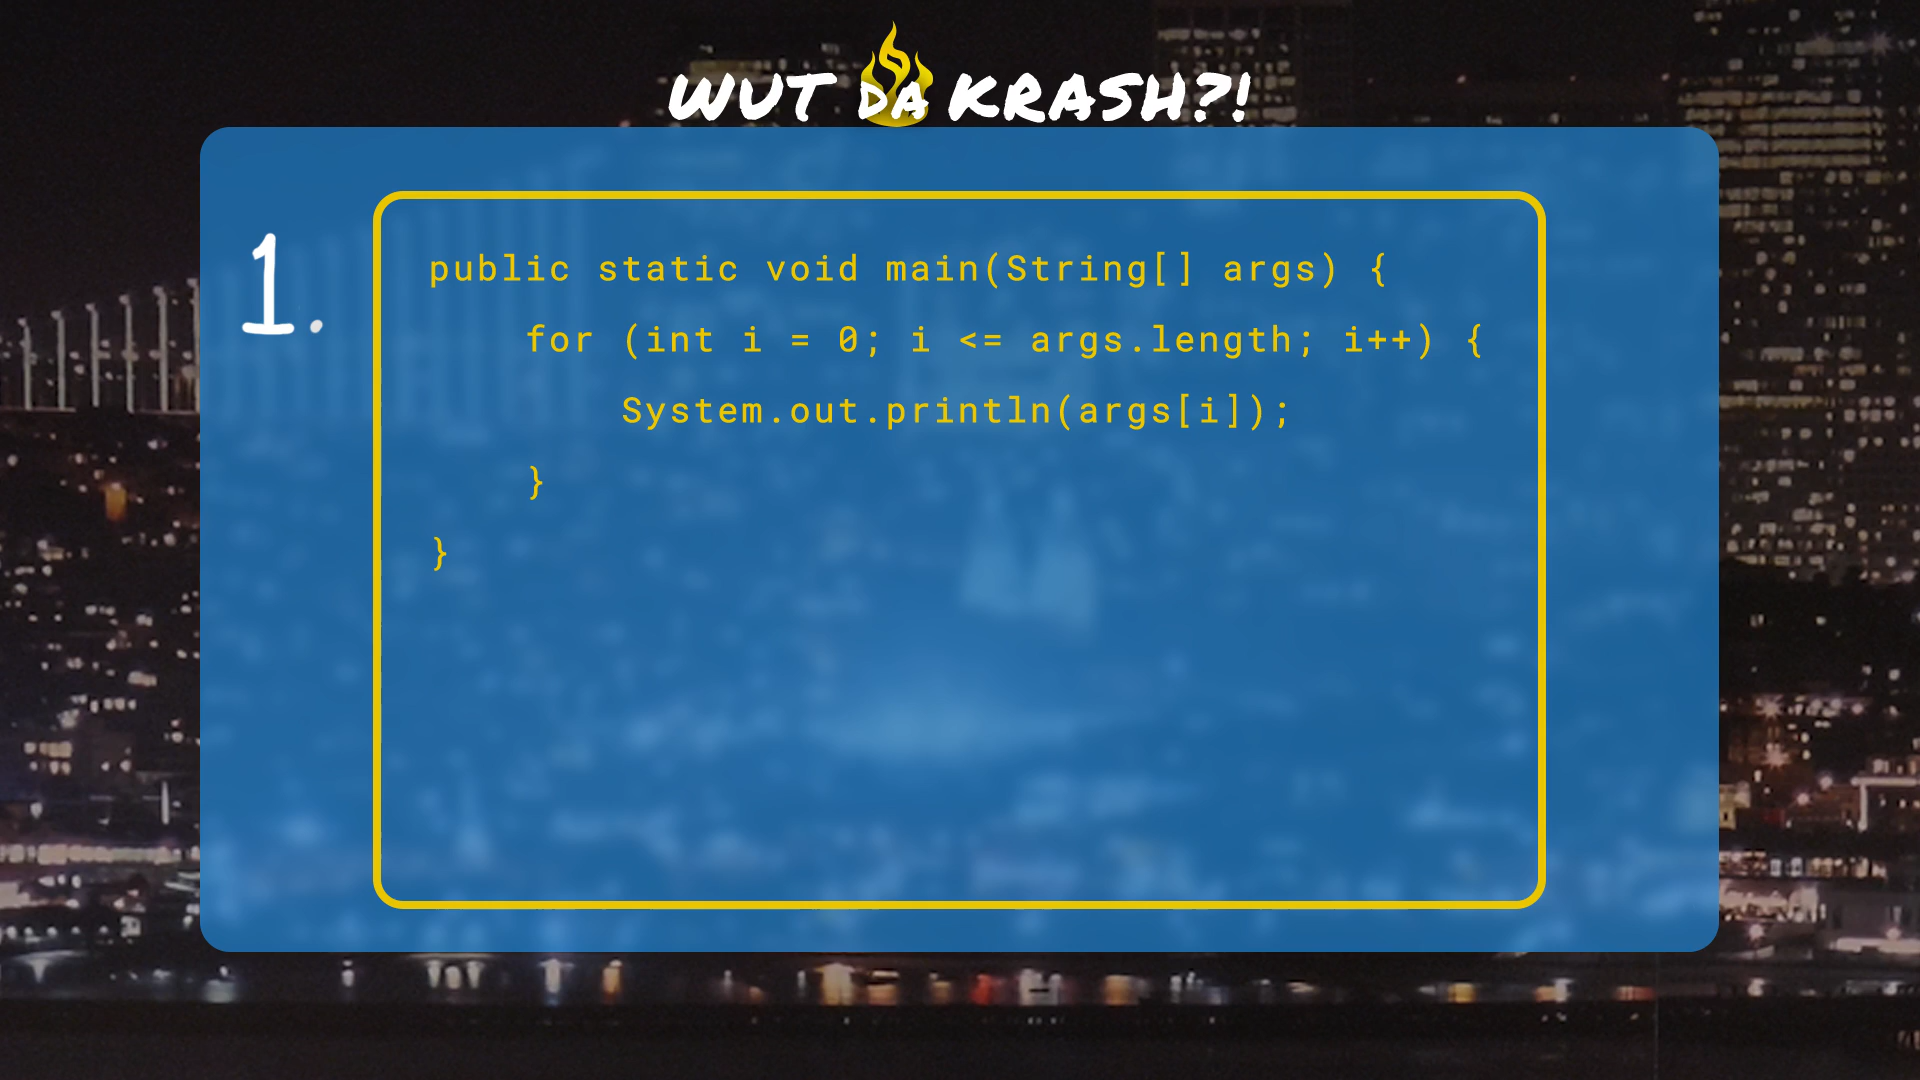 WUT DA KRASH?!
1.
public static void main(String[] args) {
    for (int i = 0; i <= args.length; i++) {
        System.out.println(args[i]);
    }
}